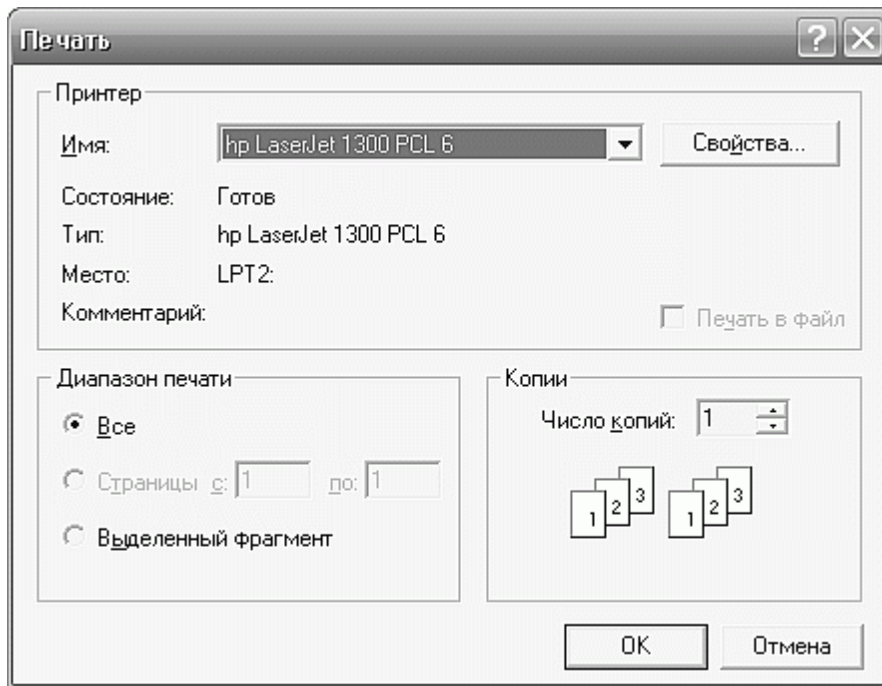 Печать
Принтер
Имя: hp LaserJet 1300 PCL 6 Свойства...
Состояние: Готов
Тип: hp LaserJet 1300 PCL 6
Место: LPT2:
Комментарий: Печать в файл
Диапазон печати
Все
Страницы с: 1 по: 1
Выделенный фрагмент
Копии
Число копий: 1
1 2 3 1 2 3
OK Отмена